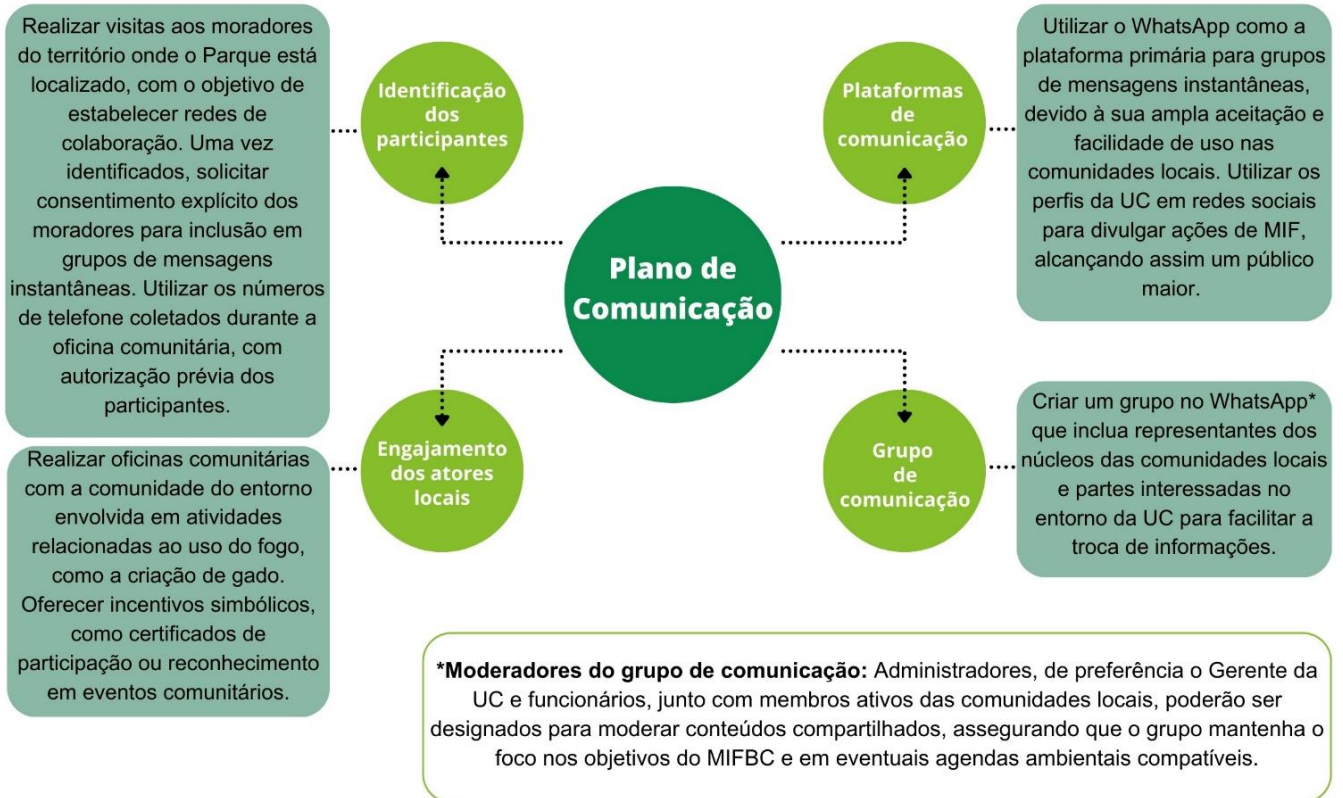 Realizar visitas aos moradores
do território onde o Parque está
localizado, com o objetivo de
estabelecer redes de
colaboração. Uma vez
identificados, solicitar
consentimento explícito dos
moradores para inclusão em
grupos de mensagens
instantâneas. Utilizar os números
de telefone coletados durante a
oficina comunitária, com
autorização prévia dos
participantes.
Identificação
dos
participantes
Plataformas
de
comunicação
Utilizar o WhatsApp como a
plataforma primária para grupos
de mensagens instantâneas,
devido à sua ampla aceitação e
facilidade de uso nas
comunidades locais. Utilizar os
perfis da UC em redes sociais
para divulgar ações de MIF,
alcançando assim um público
maior.
Plano de
Comunicação
Realizar oficinas comunitárias
com a comunidade do entorno
envolvida em atividades
relacionadas ao uso do fogo,
como a criação de gado.
Oferecer incentivos simbólicos,
como certificados de
participação ou reconhecimento
em eventos comunitários.
Engajamento
dos atores
locais
Grupo
de
comunicação
Criar um grupo no WhatsApp*
que inclua representantes dos
núcleos das comunidades locais
e partes interessadas no
entorno da UC para facilitar a
troca de informações.
*Moderadores do grupo de comunicação: Administradores, de preferência o Gerente da
UC e funcionários, junto com membros ativos das comunidades locais, poderão ser
designados para moderar conteúdos compartilhados, assegurando que o grupo mantenha o
foco nos objetivos do MIFBC e em eventuais agendas ambientais compatíveis.